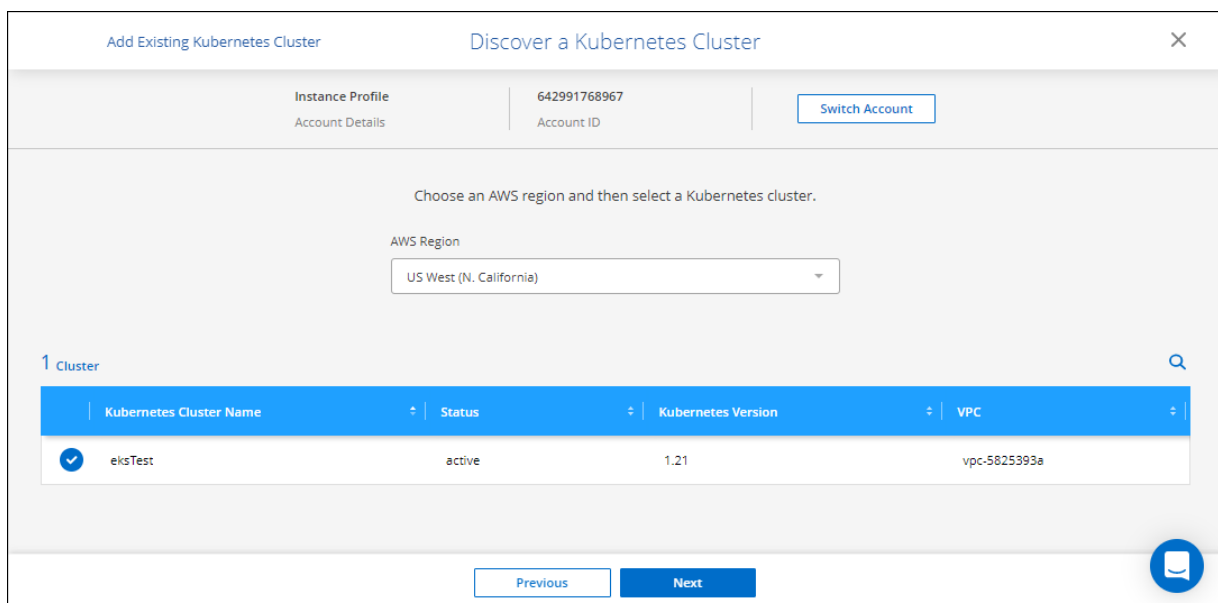 Add Existing Kubernetes Cluster
Discover a Kubernetes Cluster
Instance Profile
Account Details
642991768967
Account ID
Switch Account
Choose an AWS region and then select a Kubernetes cluster.
AWS Region
US West (N. California)
1 Cluster
Kubernetes Cluster Name Status Kubernetes Version VPC
eksTest active 1.21 vpc-5825393a
Previous Next